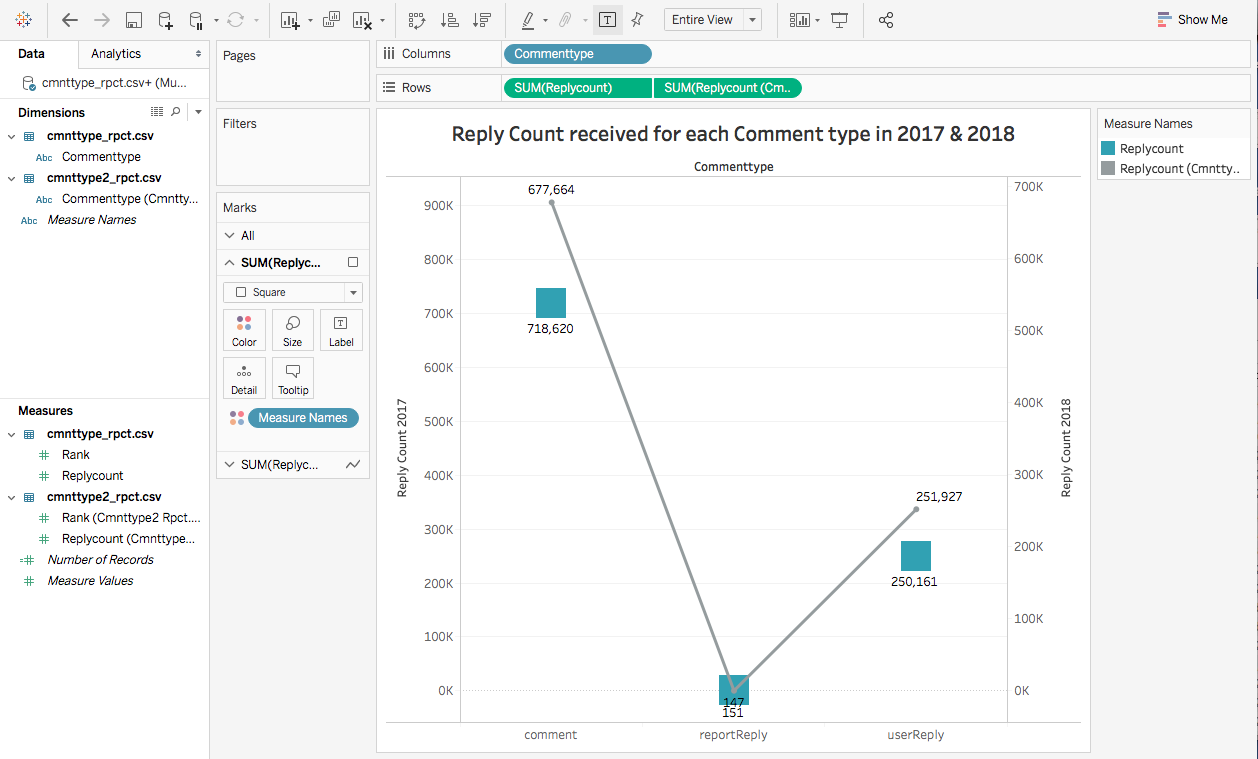 Entire View
Show Me
Data
Analytics
cmnttype_rpct.csv+ (Mu...
Dimensions
cmnttype_rpct.csv
Abc Commenttype
cmnttype2_rpct.csv
Abc Commenttype (Cmntty...
Abc Measure Names
Measures
cmnttype_rpct.csv
# Rank
# Replycount
cmnttype2_rpct.csv
# Rank (Cmnttype2 Rpct....
# Replycount (Cmnttype...
=# Number of Records
# Measure Values
Pages
Filters
Marks
All
SUM(Replyc...
Square
Color
Size
T
Label
Detail
Tooltip
Measure Names
SUM(Replyc...
Columns
Commenttype
Rows
SUM(Replycount)
SUM(Replycount (Cm..
Reply Count received for each Comment type in 2017 & 2018
Commenttype
Reply Count 2017
900K
800K
700K
600K
500K
400K
300K
200K
100K
0K
677,664
718,620
147
151
251,927
250,161
comment
reportReply
userReply
700K
600K
500K
400K
300K
200K
100K
0K
Reply Count 2018
Measure Names
Replycount
Replycount (Cmntty..